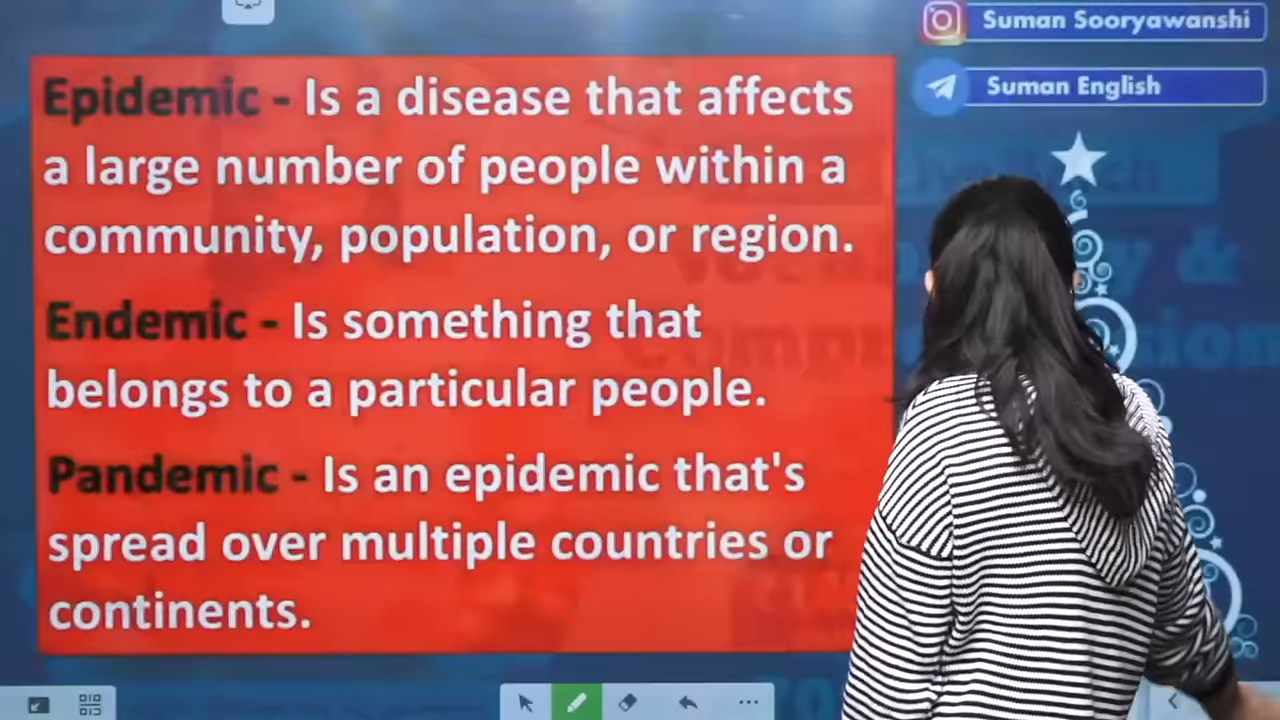 Suman Sooryawanshi
Suman English
Epidemic - Is a disease that affects
a large number of people within a
community, population, or region.
Endemic - Is something that
belongs to a particular people.
Pandemic - Is an epidemic that's
spread over multiple countries or
continents.